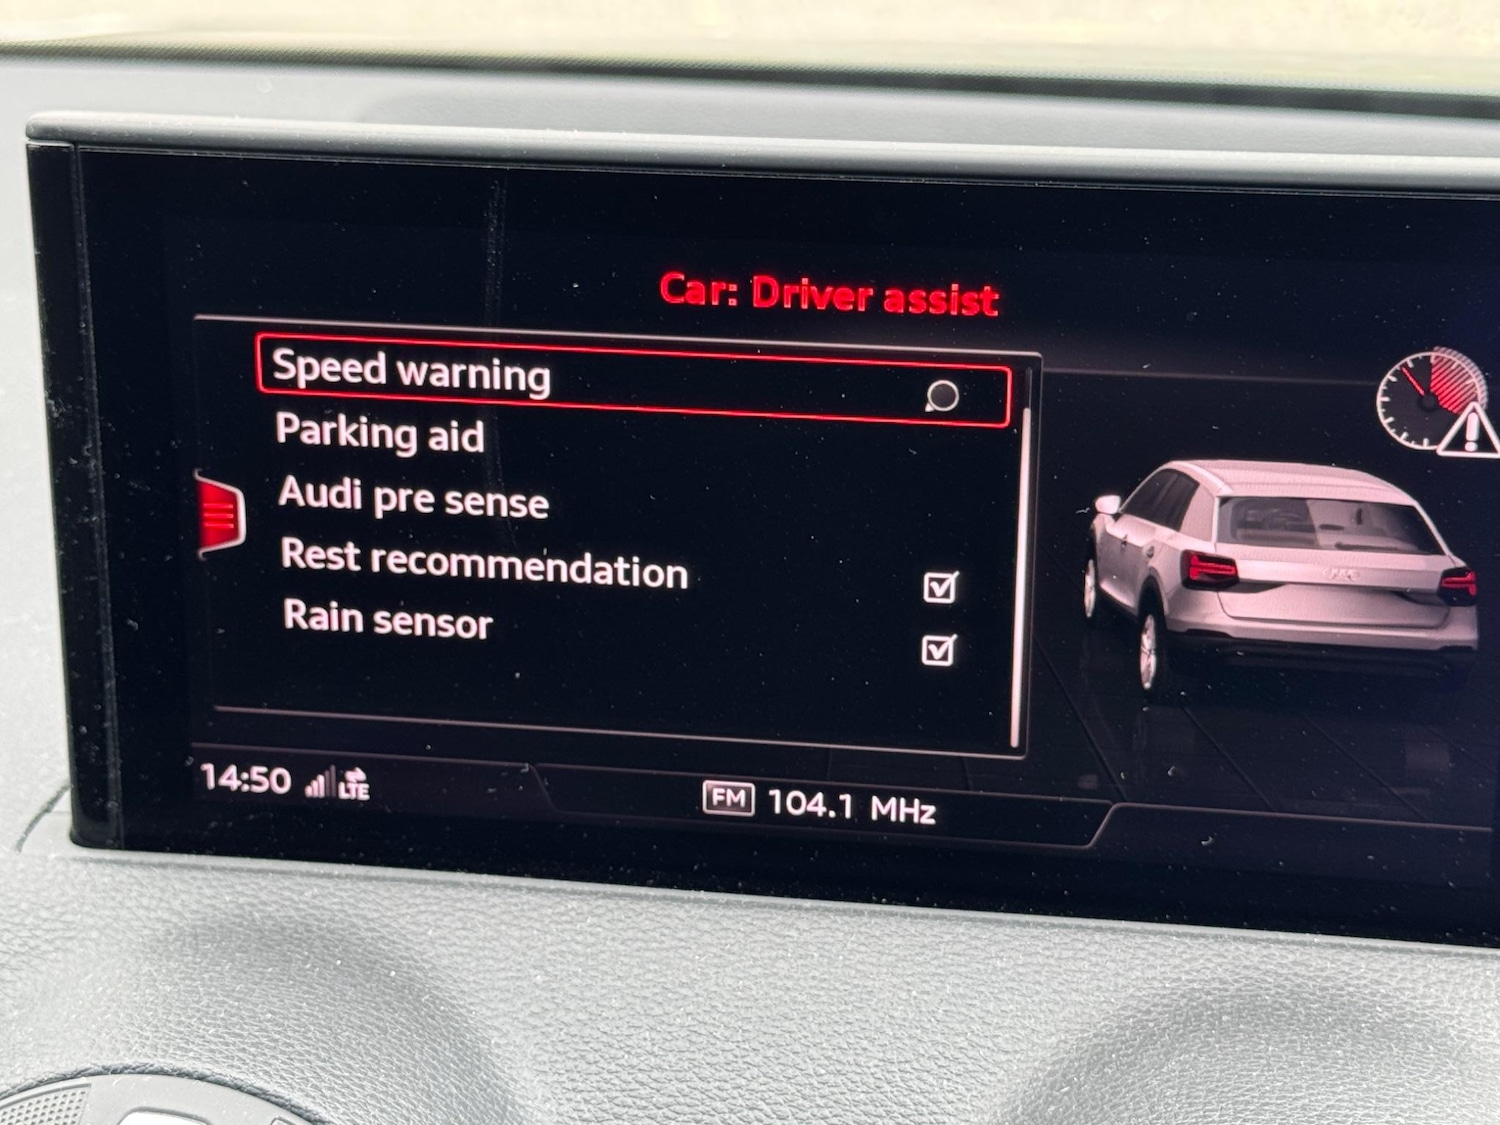 Car: Driver assist
Speed warning
Parking aid
Audi pre sense
Rest recommendation
Rain sensor
14:50 LTE
FM 104.1 MHz